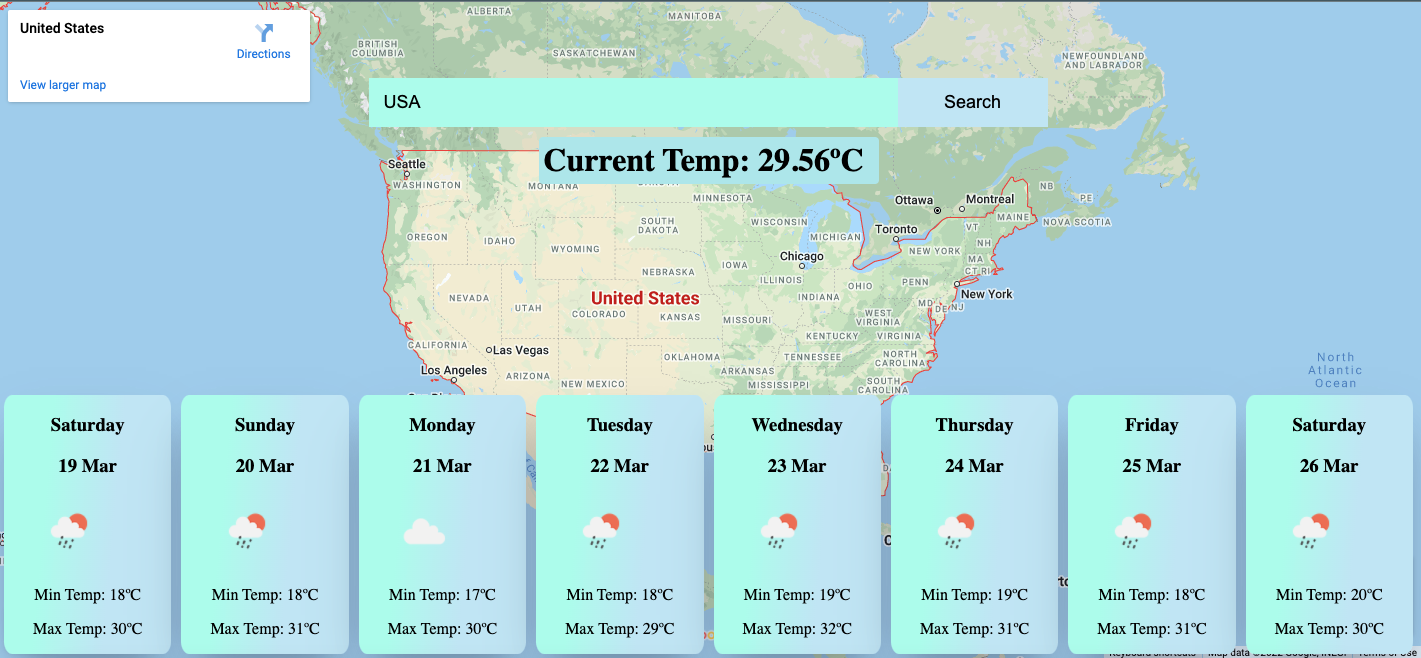 United States
Directions
View larger map
ALBERTA
MANITOBA
BRITISH
COLUMBIA
SASKATCHEWAN
NEWFOUNDLAND
AND LABRADOR
USA
Search
Current Temp: 29.56ºC
Seattle
WASHINGTON
MONTANA
MINNESOTA
Ottawa
Montreal
NB
PE
MAINE
NOVA SCOTIA
OREGON
IDAHO
SOUTH
DAKOTA
WISCONSIN
MICHIGAN
Toronto
VT
NH
WYOMING
NEW YORK
Chicago
MA
CT RI
IOWA
NEBRASKA
ILLINOIS
INDIANA
OHIO
PENN
New York
NEVADA
UTAH
United States
COLORADO
KANSAS
MISSOURI
WEST
VIRGINIA
MD
DE
NJ
KENTUCKY
VIRGINIA
CALIFORNIA
Las Vegas
OKLAHOMA
TENNESSEE
NORTH
CAROLINA
North
Atlantic
Ocean
Los Angeles
ARIZONA
NEW MEXICO
ARKANSAS
MISSISSIPPI
SOUTH
CAROLINA
Saturday
19 Mar
Min Temp: 18ºC
Max Temp: 30ºC
Sunday
20 Mar
Min Temp: 18ºC
Max Temp: 31ºC
Monday
21 Mar
Min Temp: 17ºC
Max Temp: 30ºC
Tuesday
22 Mar
Min Temp: 18ºC
Max Temp: 29ºC
Wednesday
23 Mar
Min Temp: 19ºC
Max Temp: 32ºC
Thursday
24 Mar
Min Temp: 19ºC
Max Temp: 31ºC
Friday
25 Mar
Min Temp: 18ºC
Max Temp: 31ºC
Saturday
26 Mar
Min Temp: 20ºC
Max Temp: 30ºC
Keyboard shortcuts Map data ©2022 Google, INEGI Terms of Use